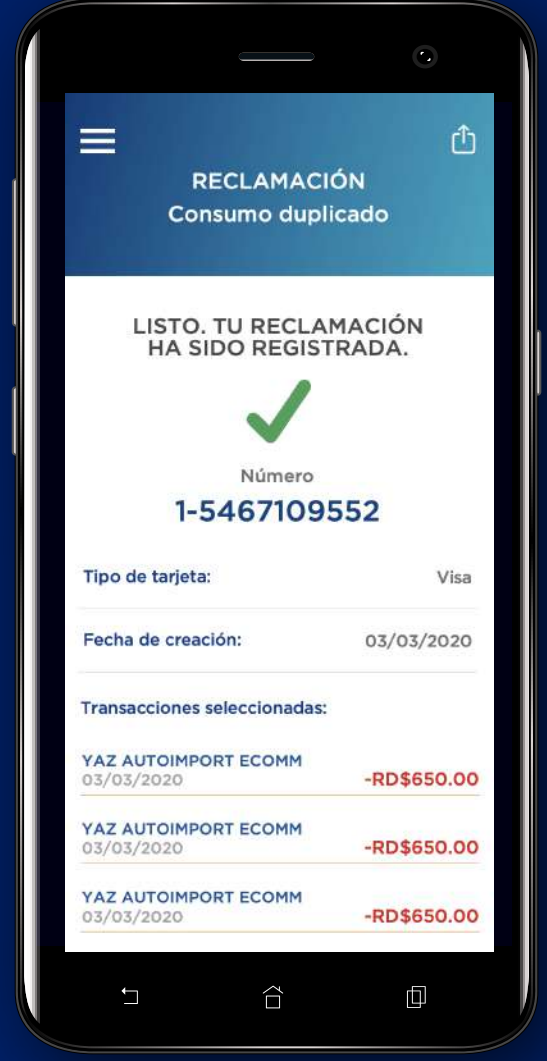 RECLAMACIÓN
Consumo duplicado
LISTO. TU RECLAMACIÓN
HA SIDO REGISTRADA.
Número
1-5467109552
Tipo de tarjeta: Visa
Fecha de creación: 03/03/2020
Transacciones seleccionadas:
YAZ AUTOIMPORT ECOMM
03/03/2020 -RD$650.00
YAZ AUTOIMPORT ECOMM
03/03/2020 -RD$650.00
YAZ AUTOIMPORT ECOMM
03/03/2020 -RD$650.00